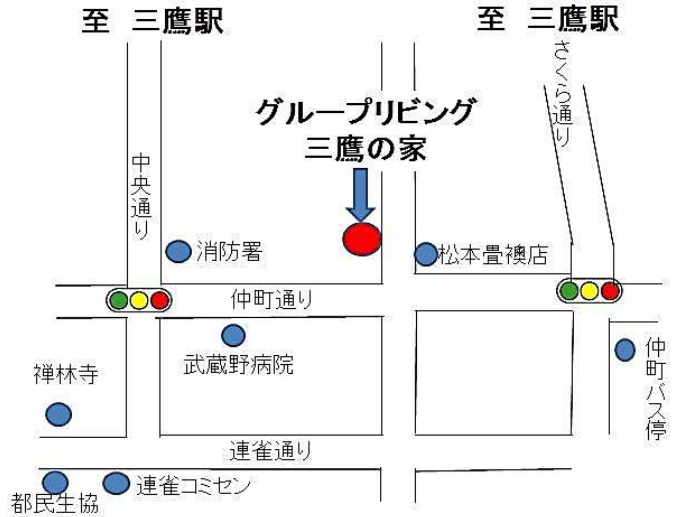 至 三鷹駅
至 三鷹駅
さくら通り
グループリビング
三鷹の家
中央通り
消防署
松本畳襖店
仲町通り
武蔵野病院
仲町バス停
禅林寺
連雀通り
連雀コミセン
都民生協